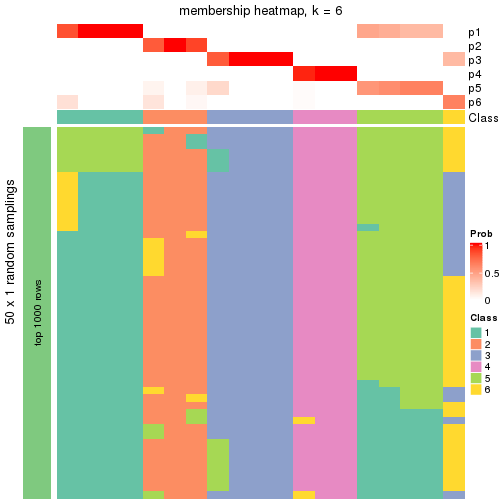 membership heatmap, k = 6
p1
p2
p3
p4
p5
p6
Class
50 x 1 random samplings
top 1000 rows
Prob
1
0.5
0
Class
1
2
3
4
5
6